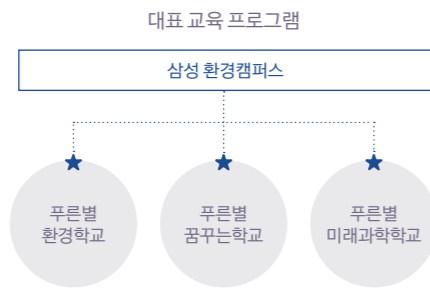 대표 교육 프로그램
삼성 환경캠퍼스
푸른별
환경학교
푸른별
꿈꾸는학교
푸른별
미래과학학교